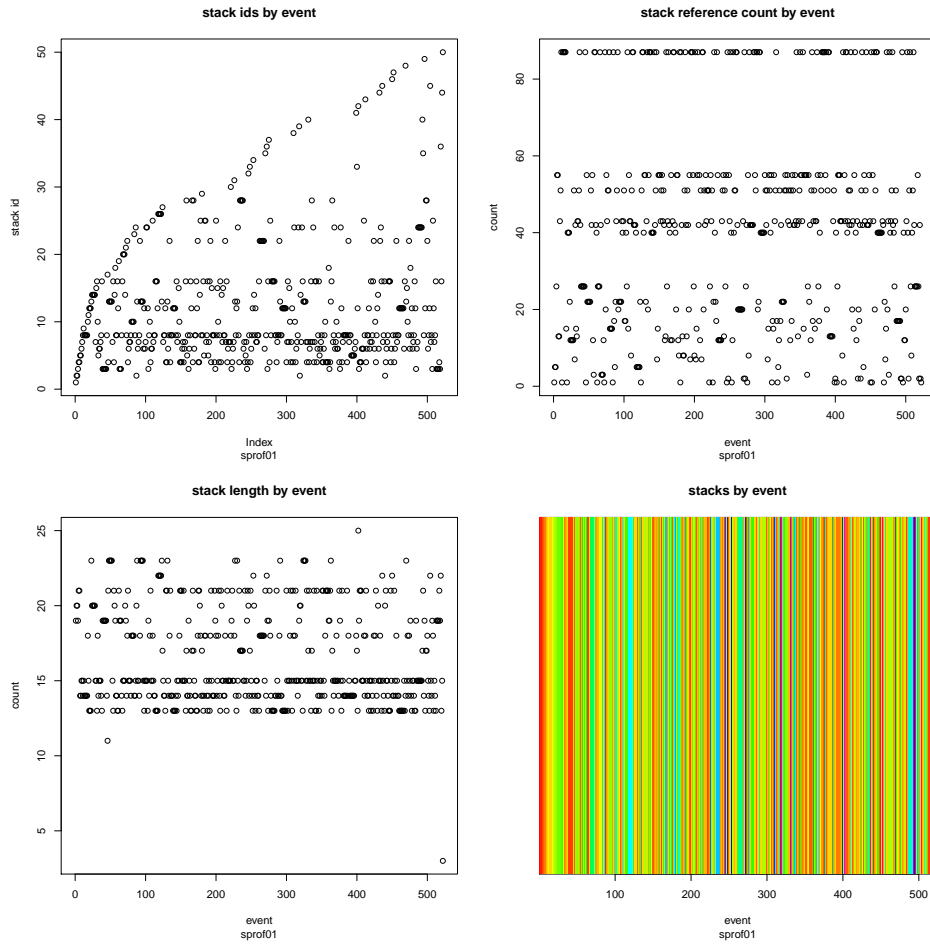 stack ids by event
50
40
30
20
10
0
stack id
0 100 200 300 400 500
Index
sprof01
stack reference count by event
80
60
40
20
0
count
0 100 200 300 400 500
event
sprof01
stack length by event
25
20
15
10
5
count
0 100 200 300 400 500
event
sprof01
stacks by event
100 200 300 400 500
event
sprof01